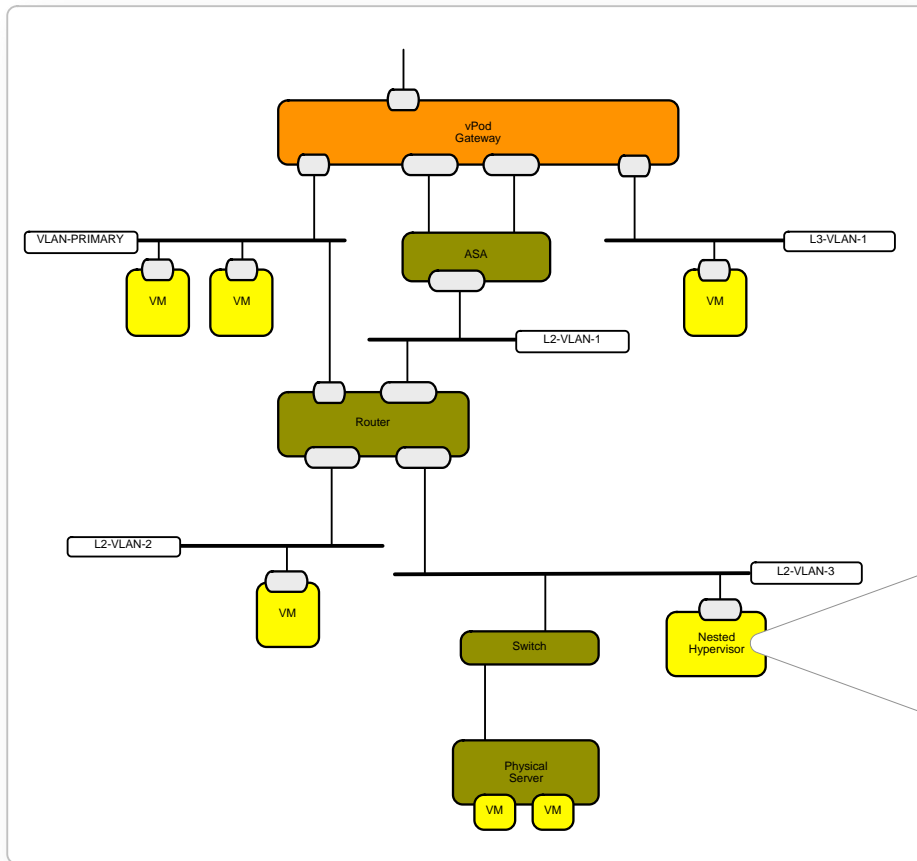 vPod
Gateway
VLAN-PRIMARY
L3-VLAN-1
ASA
VM
VM
VM
L2-VLAN-1
Router
L2-VLAN-2
L2-VLAN-3
VM
Nested
Hypervisor
Switch
Physical
Server
VM
VM